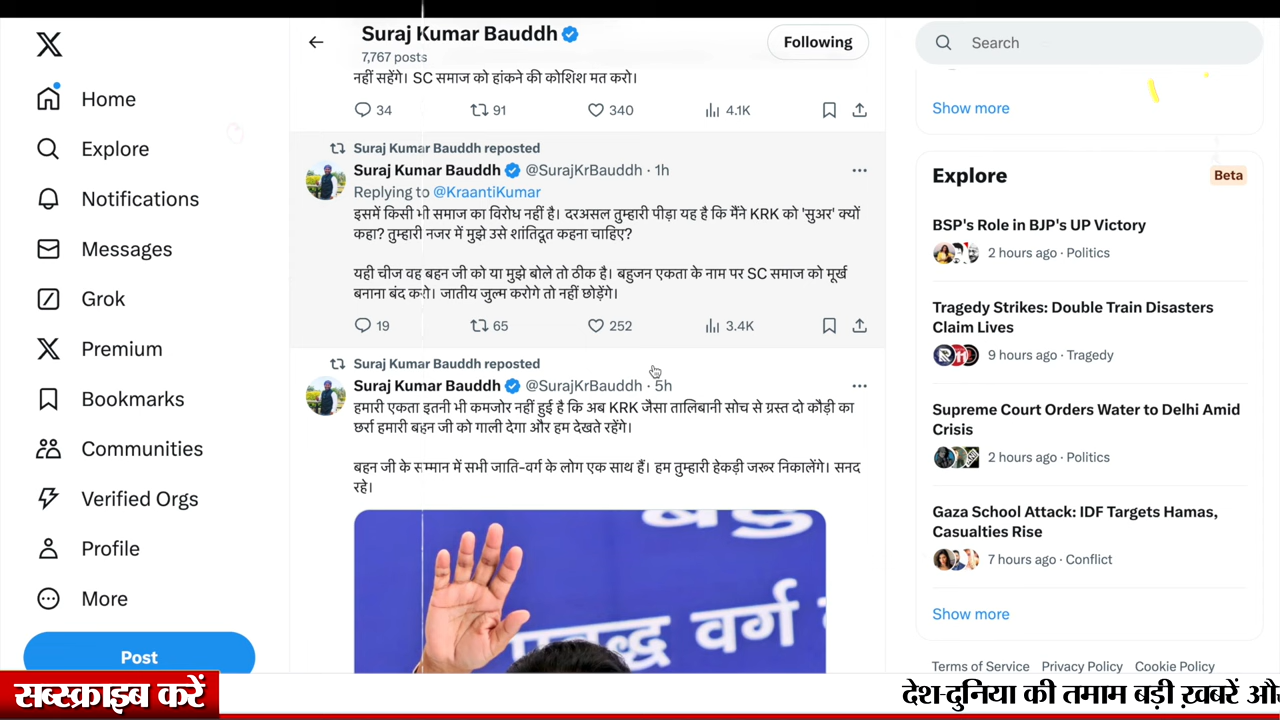 Suraj Kumar Bauddh
7,767 posts
Following
Search
नहीं सहेंगे। SC समाज को हांकने की कोशिश मत करो।
34 91 340 4.1K
Suraj Kumar Bauddh reposted
Suraj Kumar Bauddh @SurajKrBauddh · 1h
Replying to @KraantiKumar
इसमें किसी भी समाज का विरोध नहीं है। दरअसल तुम्हारी पीड़ा यह है कि मैंने KRK को 'सुअर' क्यों
कहा? तुम्हारी नजर में मुझे उसे शांतिदूत कहना चाहिए?
यही चीज वह बहन जी को या मुझे बोले तो ठीक है। बहुजन एकता के नाम पर SC समाज को मूर्ख
बनाना बंद करो। जातीय जुल्म करोगे तो नहीं छोड़ेंगे।
19 65 252 3.4K
Suraj Kumar Bauddh reposted
Suraj Kumar Bauddh @SurajKrBauddh · 5h
हमारी एकता इतनी भी कमजोर नहीं हुई है कि अब KRK जैसा तालिबानी सोच से ग्रस्त दो कौड़ी का
छर्रा हमारी बहन जी को गाली देगा और हम देखते रहेंगे।
बहन जी के सम्मान में सभी जाति-वर्ग के लोग एक साथ हैं। हम तुम्हारी हेकड़ी जरूर निकालेंगे। सनद
रहे।
वर्ग
Home
Explore
Notifications
Messages
Grok
Premium
Bookmarks
Communities
Verified Orgs
Profile
More
Post
Show more
Explore
Beta
BSP's Role in BJP's UP Victory
2 hours ago · Politics
Tragedy Strikes: Double Train Disasters
Claim Lives
9 hours ago · Tragedy
Supreme Court Orders Water to Delhi Amid
Crisis
2 hours ago · Politics
Gaza School Attack: IDF Targets Hamas,
Casualties Rise
7 hours ago · Conflict
Show more
Terms of Service Privacy Policy Cookie Policy
सब्स्क्राइब करें
देश-दुनिया की तमाम बड़ी ख़बरें